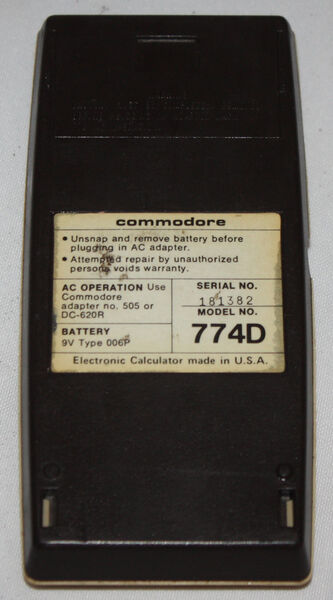 commodore
• Unsnap and remove battery before
plugging in AC adapter.
• Attempted repair by unauthorized
persons voids warranty.
AC OPERATION Use
Commodore
adapter no. 505 or
DC-620R
SERIAL NO.
181382
MODEL NO.
774D
BATTERY
9V Type 006P
Electronic Calculator made in U.S.A.